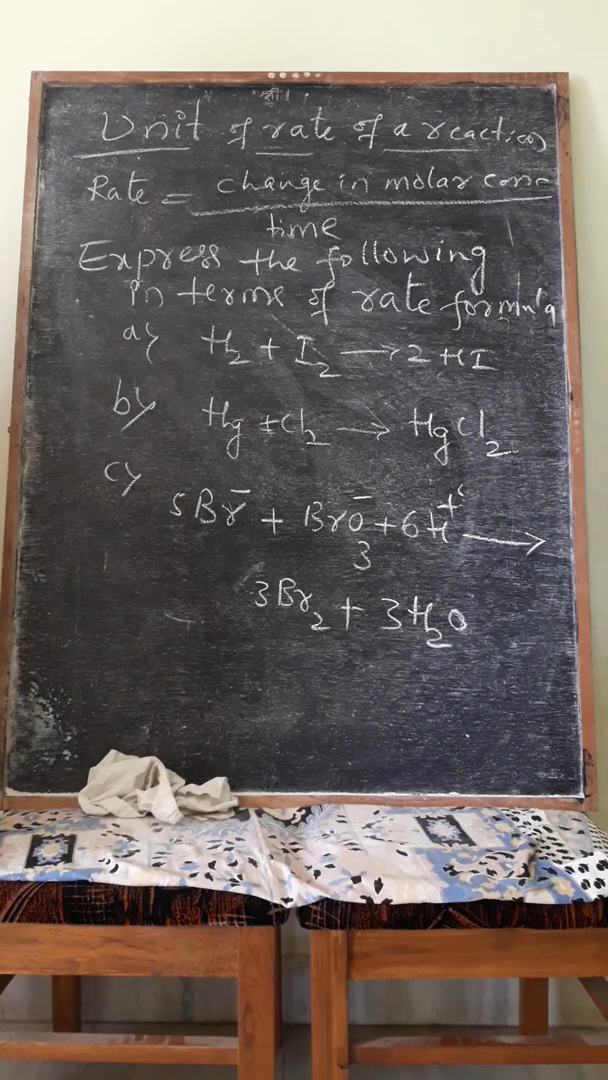 ॥ श्री ॥
Unit of rate of a reaction
Rate = change in molar conc
time
Express the following
in terms of rate formula
a) H₂ + I₂ → 2HI
b) Hg + Cl₂ → HgCl₂
c)
5Br⁻ + BrO₃⁻ + 6H⁺ →
3Br₂ + 3H₂O